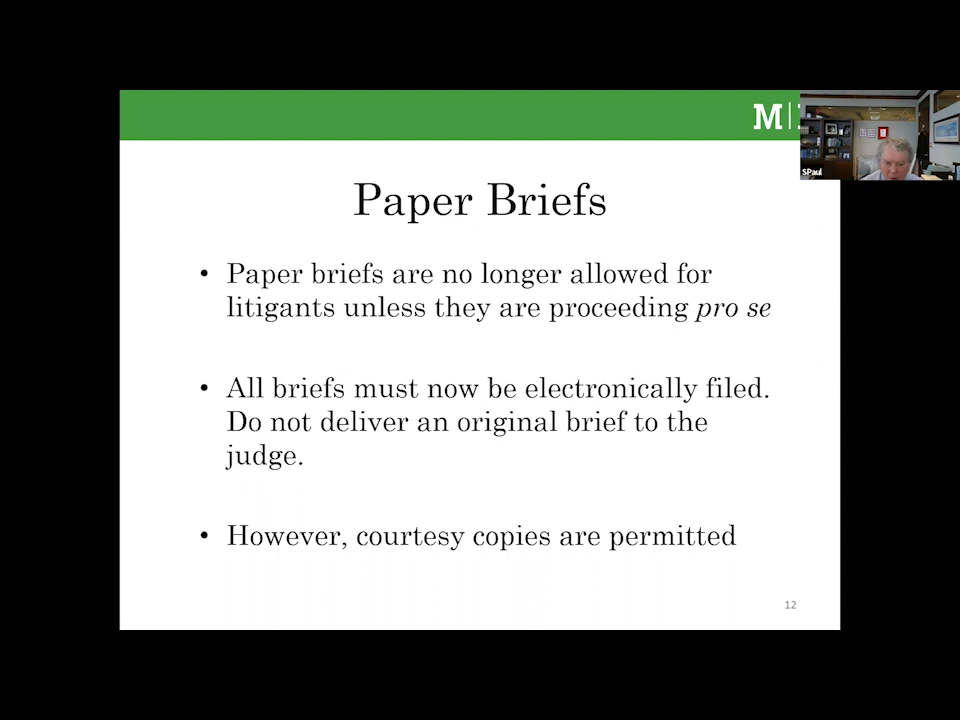 M|
SPaul
Paper Briefs
• Paper briefs are no longer allowed for
litigants unless they are proceeding pro se
• All briefs must now be electronically filed.
Do not deliver an original brief to the
judge.
• However, courtesy copies are permitted
12